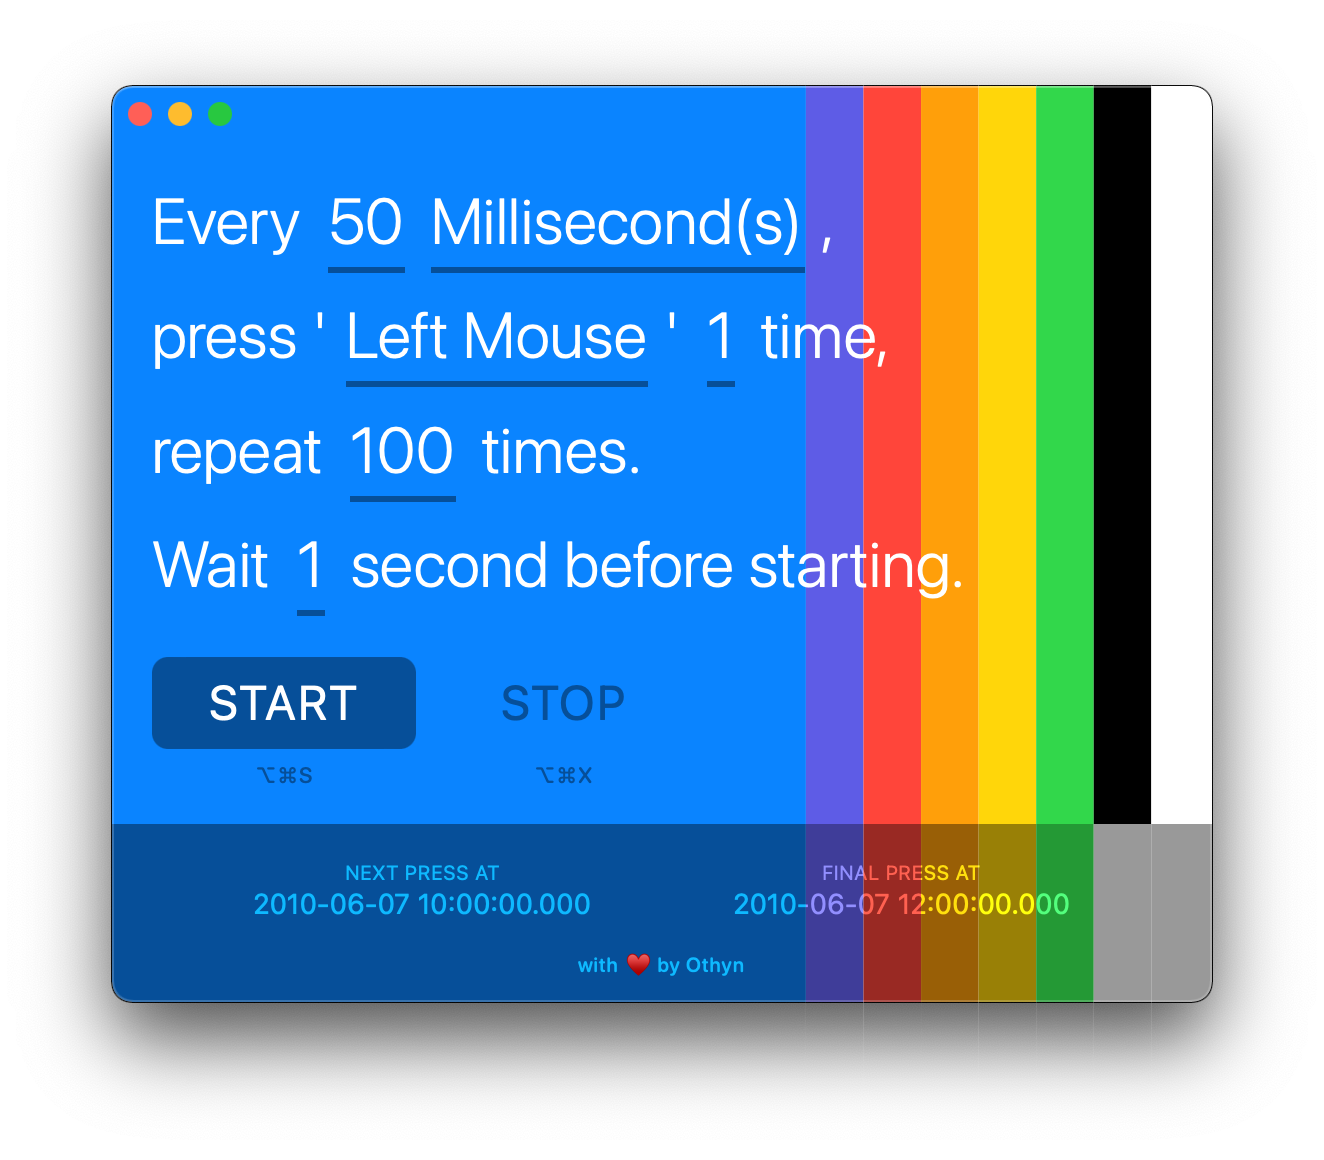 Every 50 Millisecond(s) ,
press ' Left Mouse ' 1 time,
repeat 100 times.
Wait 1 second before starting.
START STOP
⌥⌘S ⌥⌘X
NEXT PRESS AT FINAL PRESS AT
2010-06-07 10:00:00.000 2010-06-07 12:00:00.000
with ♥️ by Othyn